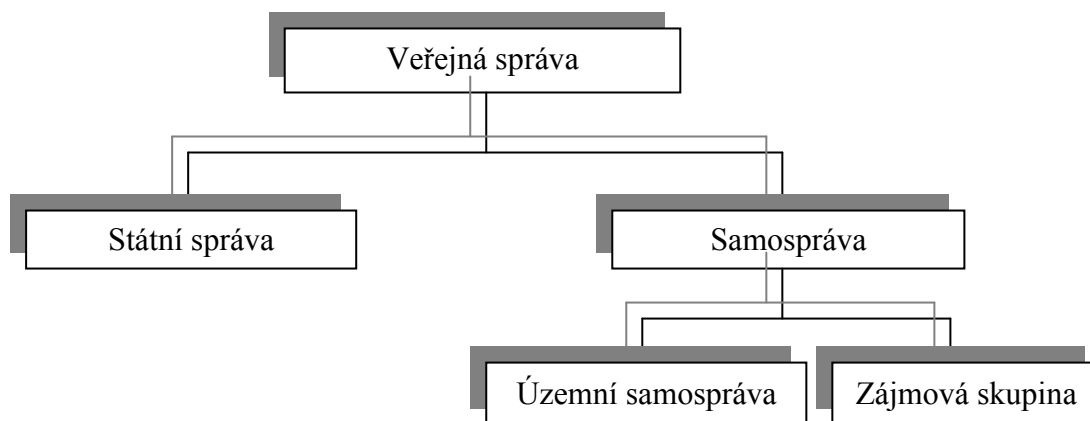 Veřejná správa
Státní správa
Samospráva
Územní samospráva
Zájmová skupina